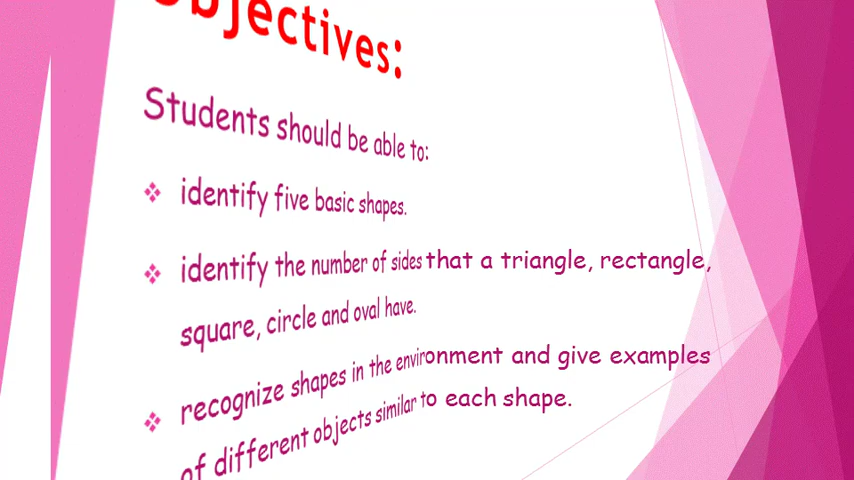 Objectives:
Students should be able to:
identify five basic shapes.
identify the number of sides that a triangle, rectangle,
square, circle and oval have.
recognize shapes in the environment and give examples
of different objects similar to each shape.